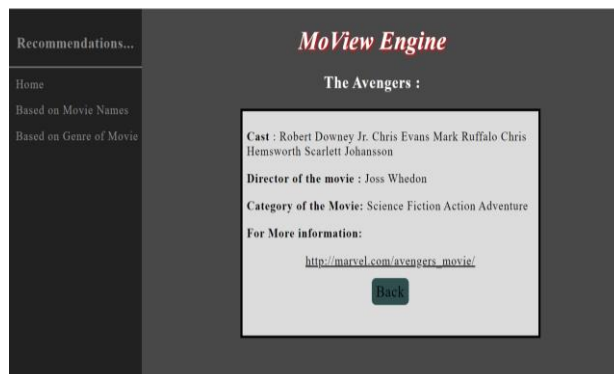 Recommendations...
Home
Based on Movie Names
Based on Genre of Movie
MoView Engine
The Avengers :
Cast : Robert Downey Jr. Chris Evans Mark Ruffalo Chris
Hemsworth Scarlett Johansson
Director of the movie : Joss Whedon
Category of the Movie: Science Fiction Action Adventure
For More information:
http://marvel.com/avengers_movie/
Back